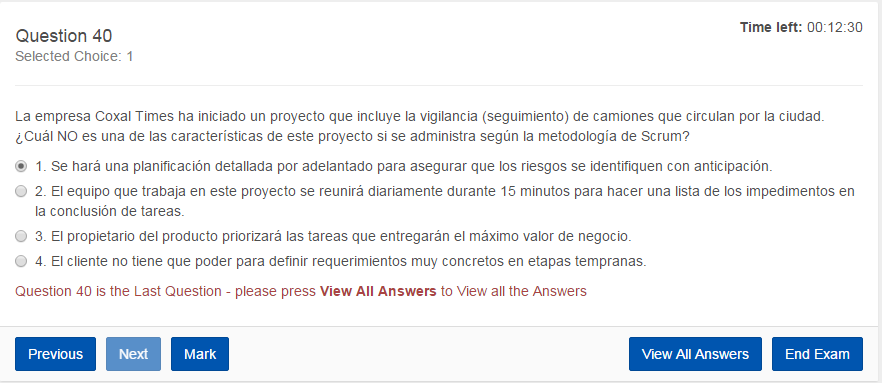 Question 40
Time left: 00:12:30
Selected Choice: 1
La empresa Coxal Times ha iniciado un proyecto que incluye la vigilancia (seguimiento) de camiones que circulan por la ciudad.
¿Cuál NO es una de las características de este proyecto si se administra según la metodología de Scrum?
1. Se hará una planificación detallada por adelantado para asegurar que los riesgos se identifiquen con anticipación.
2. El equipo que trabaja en este proyecto se reunirá diariamente durante 15 minutos para hacer una lista de los impedimentos en
la conclusión de tareas.
3. El propietario del producto priorizará las tareas que entregarán el máximo valor de negocio.
4. El cliente no tiene que poder para definir requerimientos muy concretos en etapas tempranas.
Question 40 is the Last Question - please press View All Answers to View all the Answers
Previous Next Mark View All Answers End Exam